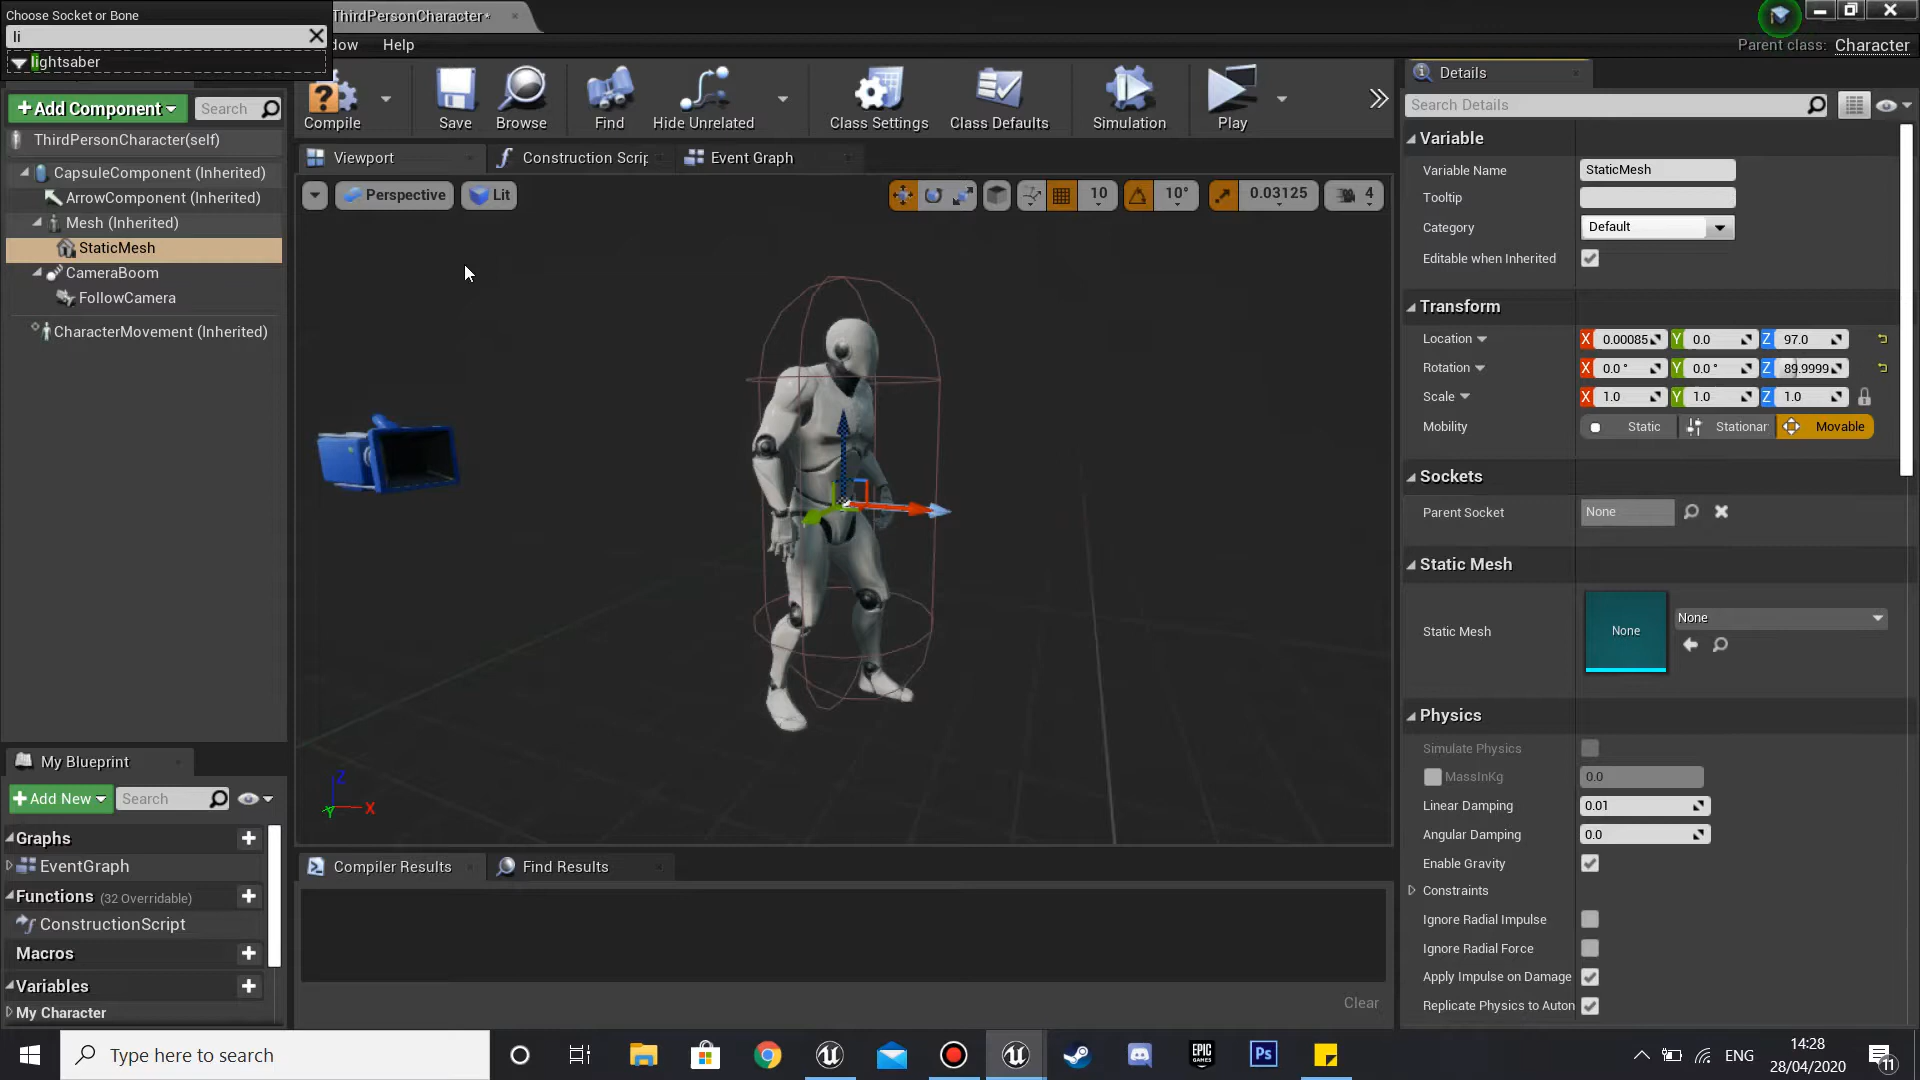 Choose Socket or Bone
li
lightsaber
ThirdPersonCharacter*
dow
Help
Parent class: Character
Add Component
Search
ThirdPersonCharacter(self)
CapsuleComponent (Inherited)
ArrowComponent (Inherited)
Mesh (Inherited)
StaticMesh
CameraBoom
FollowCamera
CharacterMovement (Inherited)
Compile
Save
Browse
Find
Hide Unrelated
Class Settings
Class Defaults
Simulation
Play
Viewport
Construction Scrip
Event Graph
Perspective
Lit
10
10°
0.03125
4
Z
X
Y
My Blueprint
Add New
Search
Graphs
EventGraph
Functions (32 Overridable)
ConstructionScript
Macros
Variables
My Character
Compiler Results
Find Results
Clear
Details
Search Details
Variable
Variable Name
StaticMesh
Tooltip
Category
Default
Editable when Inherited
Transform
Location
X 0.00085 Y 0.0 Z 97.0
Rotation
X 0.0 ° Y 0.0 ° Z 89.9999
Scale
X 1.0 Y 1.0 Z 1.0
Mobility
Static
Stationar
Movable
Sockets
Parent Socket
None
Static Mesh
Static Mesh
None
None
Physics
Simulate Physics
MassInKg
0.0
Linear Damping
0.01
Angular Damping
0.0
Enable Gravity
Constraints
Ignore Radial Impulse
Ignore Radial Force
Apply Impulse on Damage
Replicate Physics to Auton
Type here to search
EPIC GAMES
Ps
ENG
14:28
28/04/2020
11